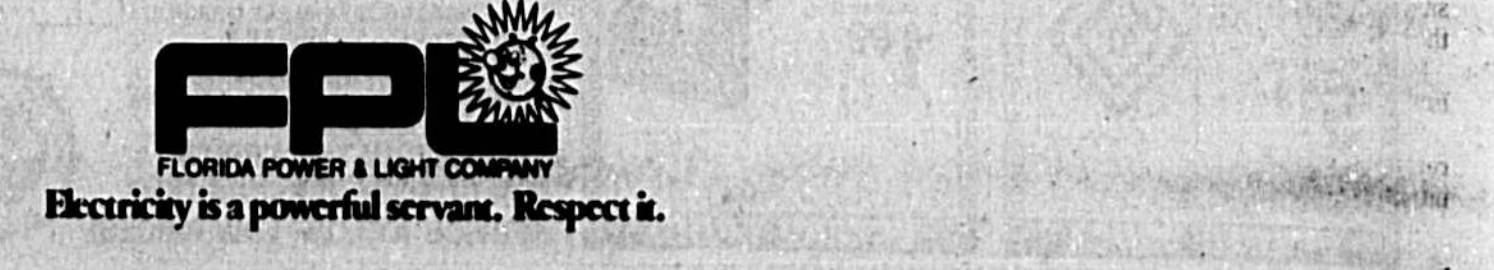 FPL
FLORIDA POWER & LIGHT COMPANY
Electricity is a powerful servant. Respect it.